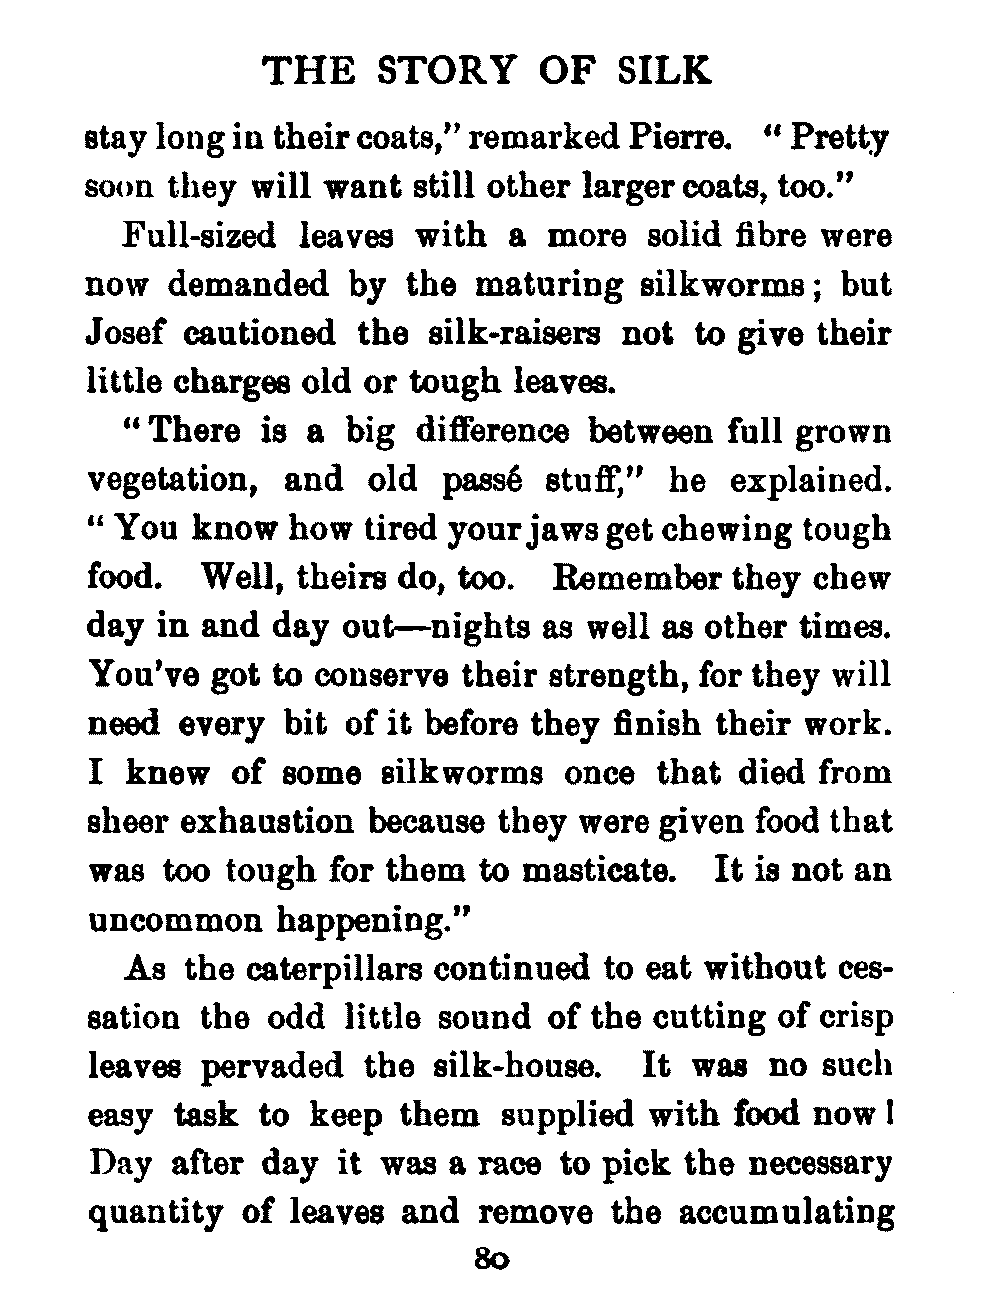 THE STORY OF SILK
stay long in their coats," remarked Pierre. "Pretty
soon they will want still other larger coats, too."
Full-sized leaves with a more solid fibre were
now demanded by the maturing silkworms; but
Josef cautioned the silk-raisers not to give their
little charges old or tough leaves.
"There is a big difference between full grown
vegetation, and old passé stuff," he explained.
"You know how tired your jaws get chewing tough
food. Well, theirs do, too. Remember they chew
day in and day out—nights as well as other times.
You've got to conserve their strength, for they will
need every bit of it before they finish their work.
I knew of some silkworms once that died from
sheer exhaustion because they were given food that
was too tough for them to masticate. It is not an
uncommon happening."
As the caterpillars continued to eat without ces-
sation the odd little sound of the cutting of crisp
leaves pervaded the silk-house. It was no such
easy task to keep them supplied with food now!
Day after day it was a race to pick the necessary
quantity of leaves and remove the accumulating
80